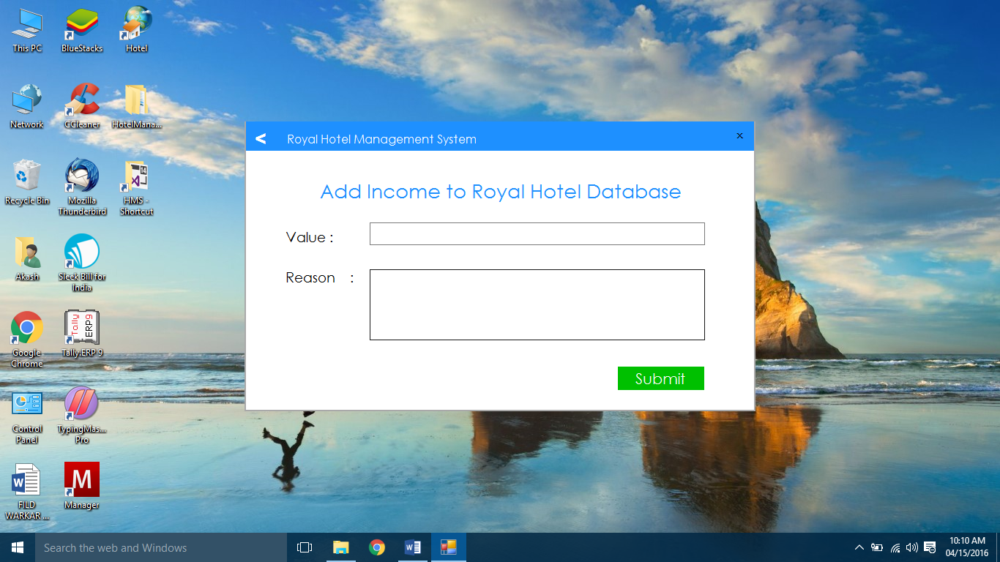 This PC
BlueStacks
Hotel
Network
CCleaner
HotelMana...
Recycle Bin
Mozilla
Thunderbird
14
HMS -
Shortcut
Akash
Sleek Bill for
India
Google
Chrome
Tally
ERP9
Tally.ERP 9
Control
Panel
TypingMas...
Pro
W
FILD
WARKAR ...
M
Manager
< Royal Hotel Management System x
Add Income to Royal Hotel Database
Value :
Reason :
Submit
Search the web and Windows
W
10:10 AM
04/15/2016